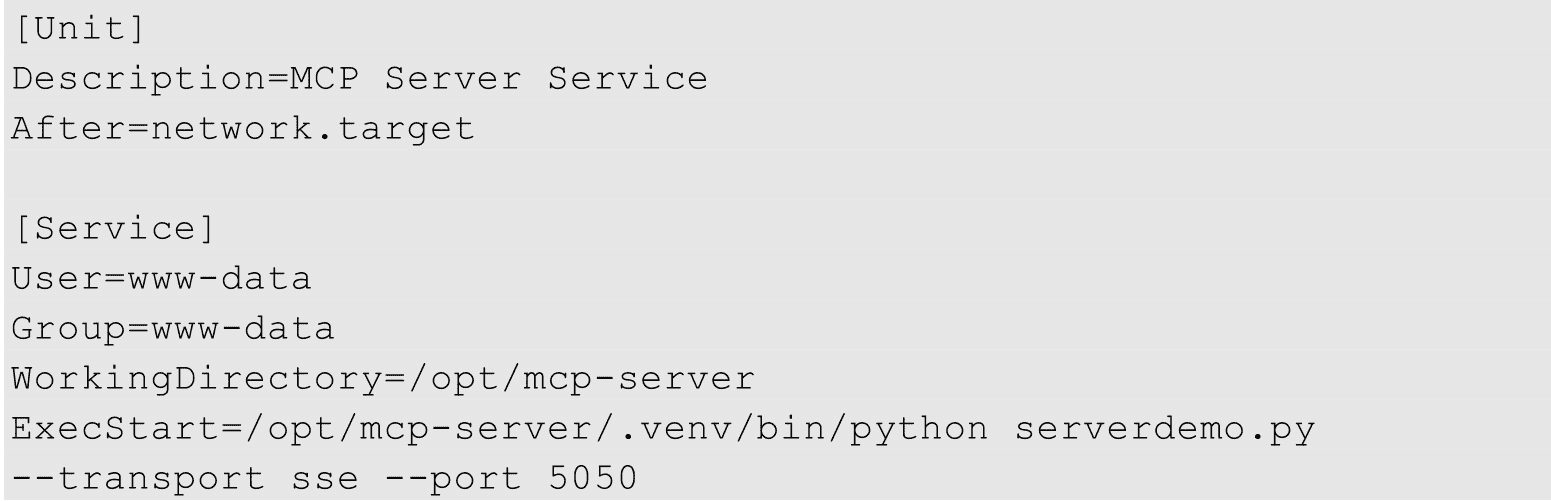 [Unit]
Description=MCP Server Service
After=network.target

[Service]
User=www-data
Group=www-data
WorkingDirectory=/opt/mcp-server
ExecStart=/opt/mcp-server/.venv/bin/python serverdemo.py
--transport sse --port 5050